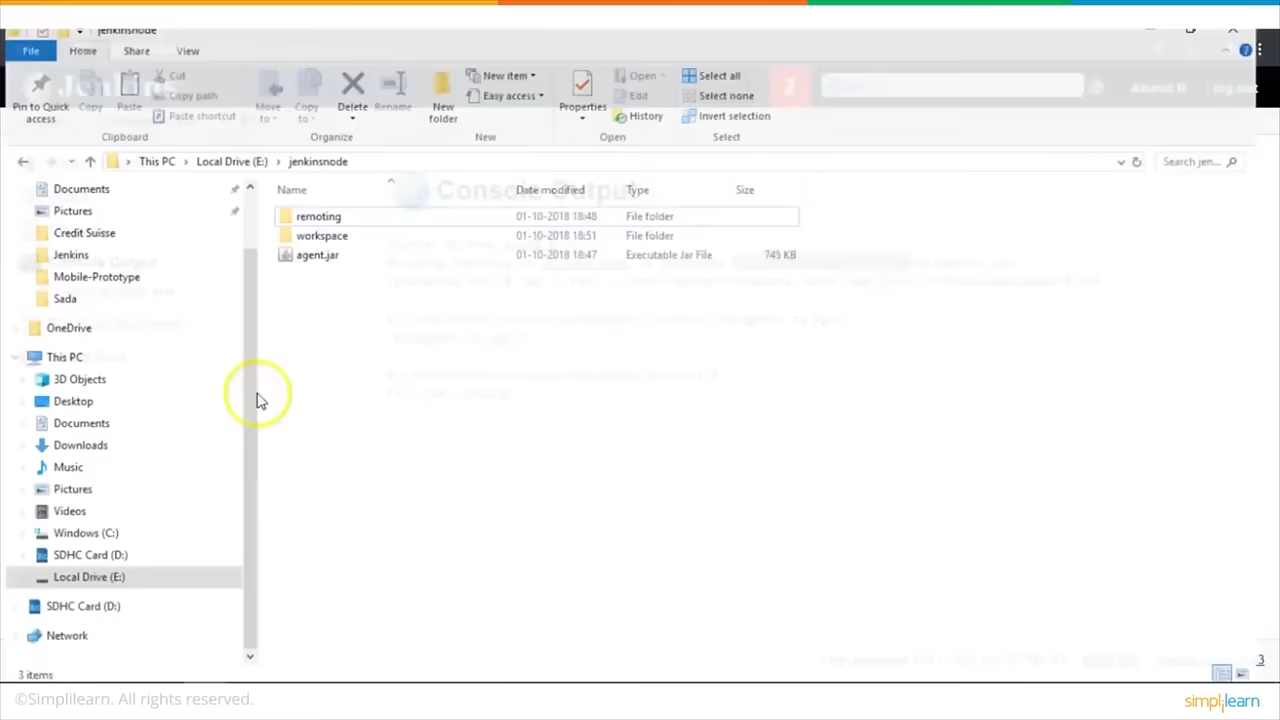 jenkinsnode
File Home Share View
Pin to Quick access
Copy
Paste
Cut
Copy path
Paste shortcut
Clipboard
Move to
Copy to
Delete
Rename
Organize
New folder
New item
Easy access
New
Properties
Open
Edit
History
Open
Select all
Select none
Invert selection
Select
2
Anand R
log out
This PC > Local Drive (E:) > jenkinsnode
Search jen...
Documents
Pictures
Credit Suisse
Jenkins
Mobile-Prototype
Sada
OneDrive
This PC
3D Objects
Desktop
Documents
Downloads
Music
Pictures
Videos
Windows (C:)
SDHC Card (D:)
Local Drive (E:)
SDHC Card (D:)
Network
Console Output
Name Date modified Type Size
remoting 01-10-2018 18:48 File folder
workspace 01-10-2018 18:51 File folder
agent.jar 01-10-2018 18:47 Executable Jar File 745 KB
3 items
3
©Simplilearn. All rights reserved.
simplilearn